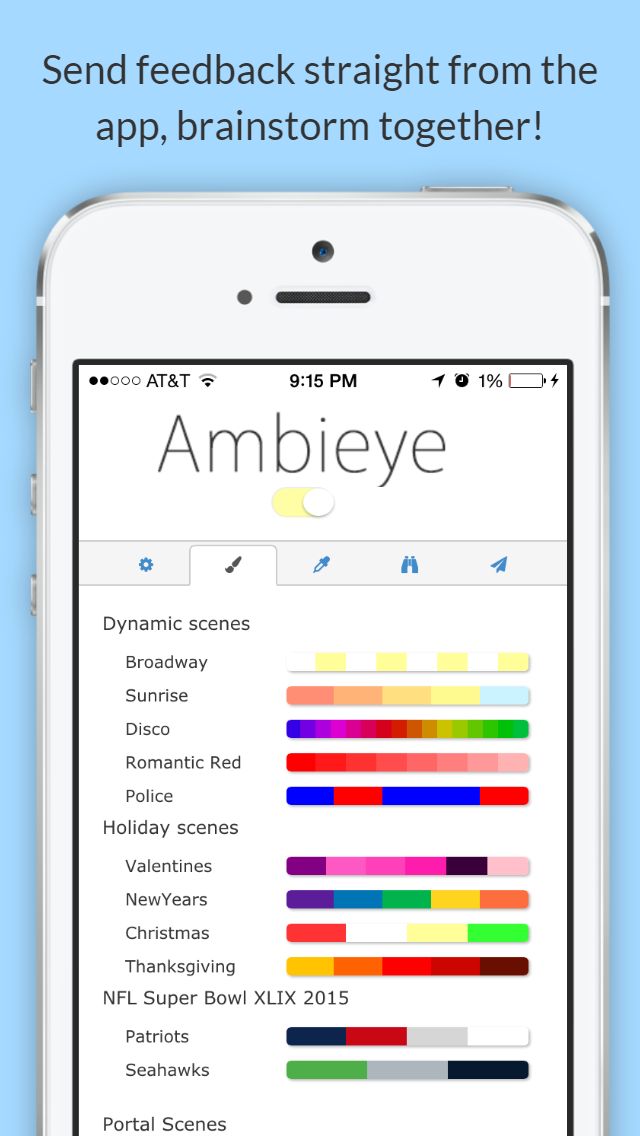 Send feedback straight from the
app, brainstorm together!
AT&T 9:15 PM 1%
Ambieye
Dynamic scenes
Broadway
Sunrise
Disco
Romantic Red
Police
Holiday scenes
Valentines
NewYears
Christmas
Thanksgiving
NFL Super Bowl XLIX 2015
Patriots
Seahawks
Portal Scenes